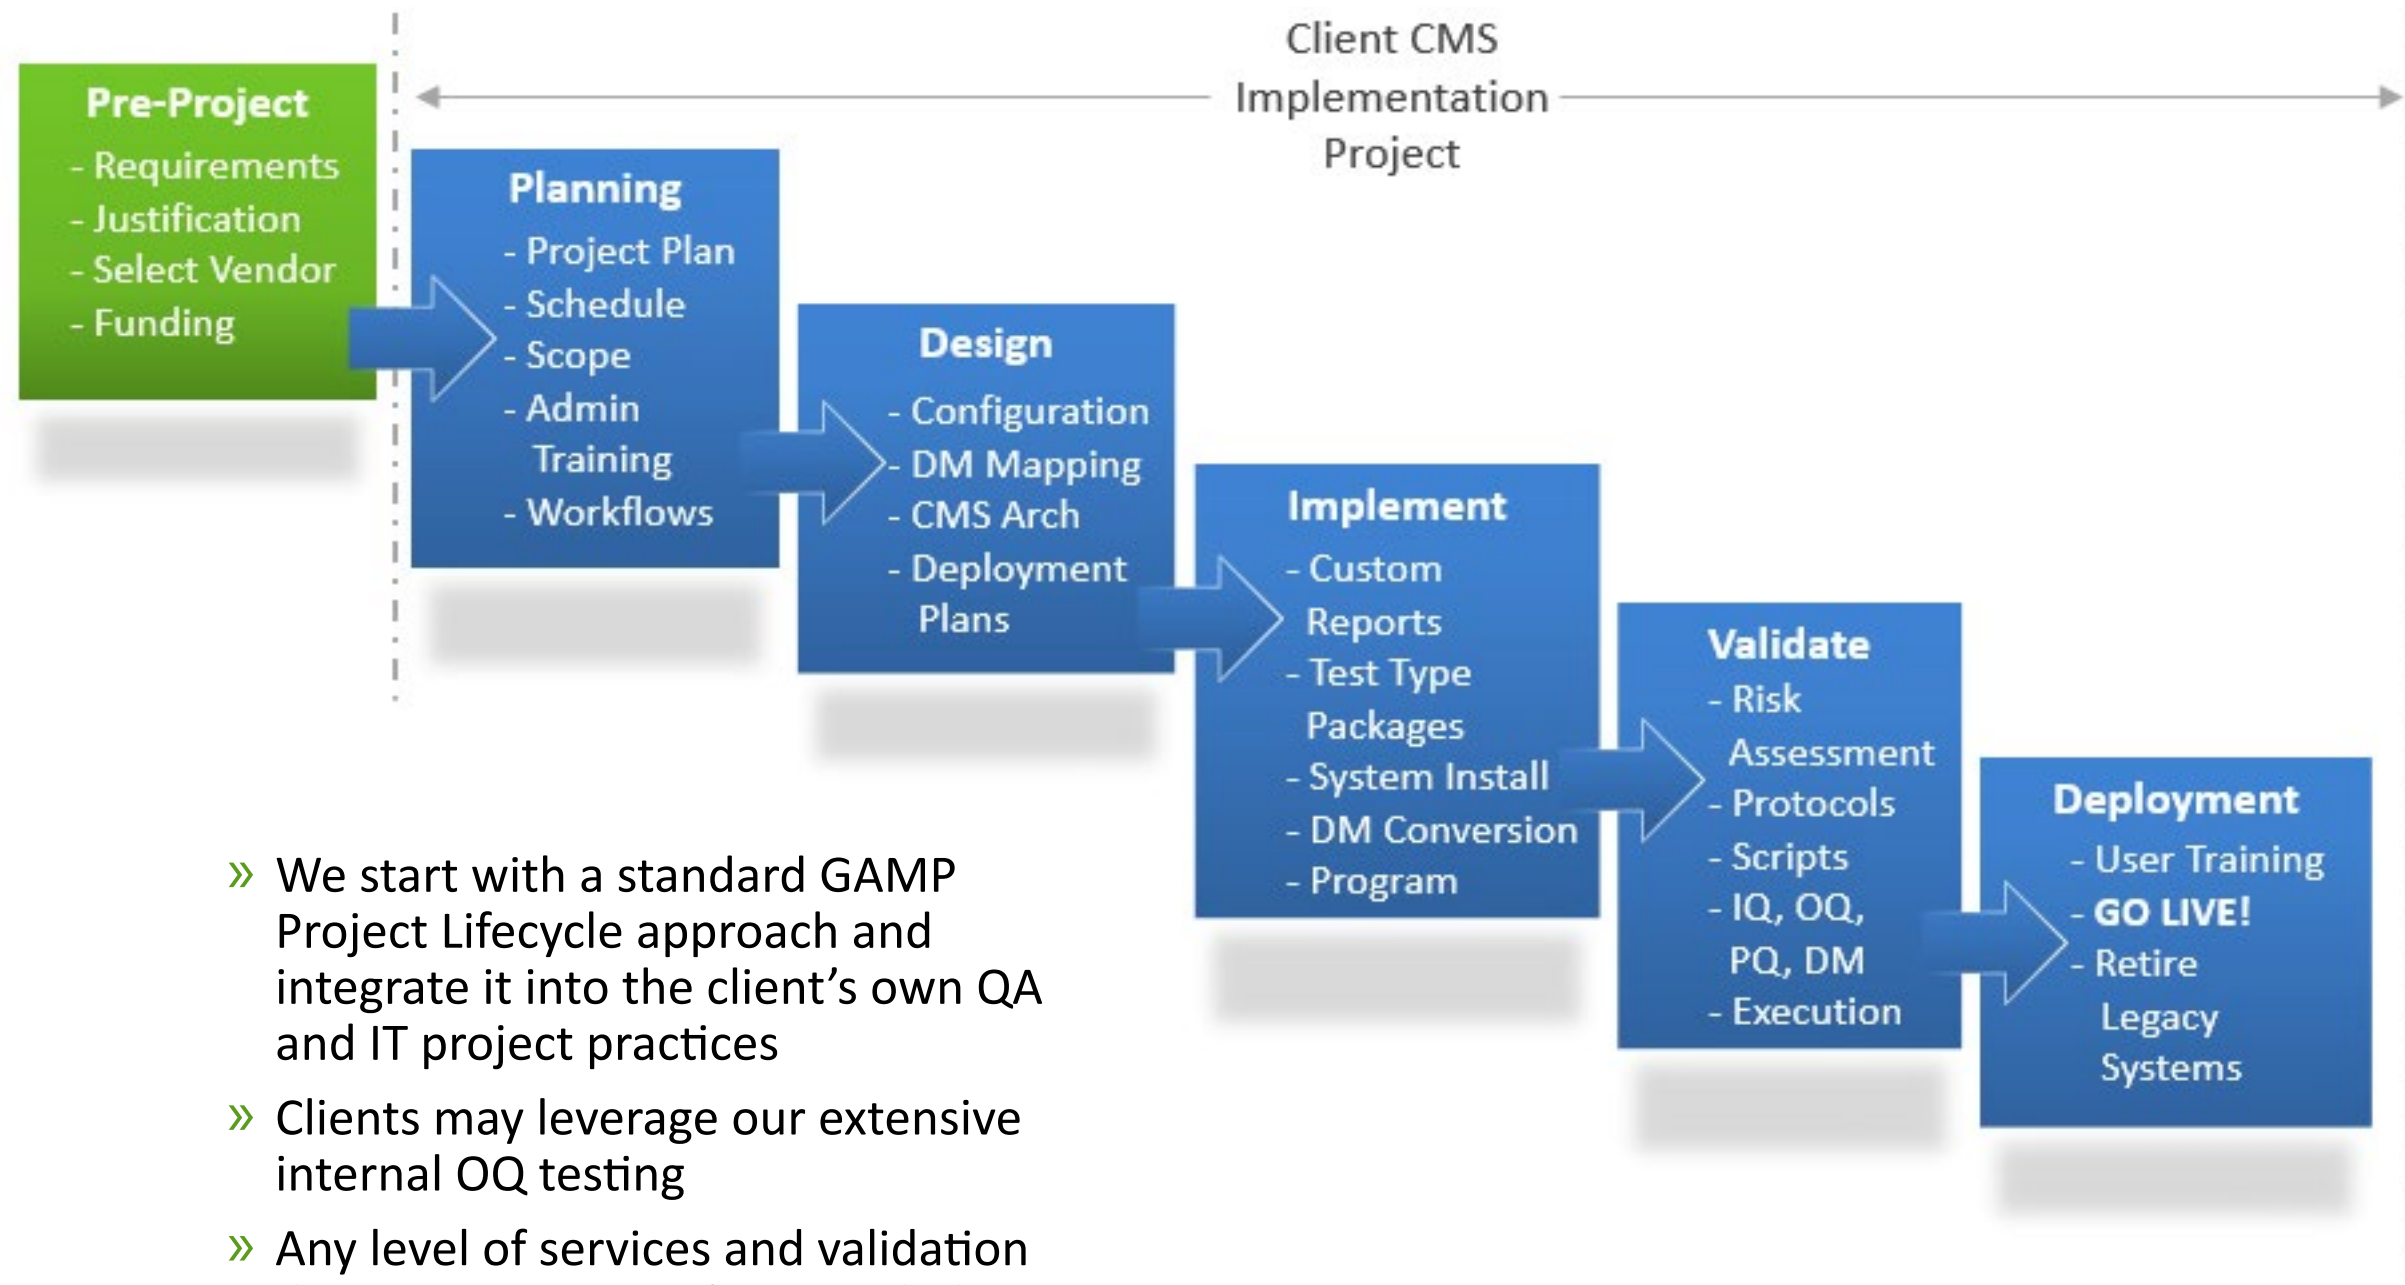 Client CMS
Implementation
Project
Pre-Project
- Requirements
- Justification
- Select Vendor
- Funding
Planning
- Project Plan
- Schedule
- Scope
- Admin
Training
- Workflows
Design
- Configuration
- DM Mapping
- CMS Arch
- Deployment
Plans
Implement
- Custom
Reports
- Test Type
Packages
- System Install
- DM Conversion
- Program
Validate
- Risk
Assessment
- Protocols
- Scripts
- IQ, OQ,
PQ, DM
- Execution
Deployment
- User Training
- GO LIVE!
- Retire
Legacy
Systems
» We start with a standard GAMP
Project Lifecycle approach and
integrate it into the client’s own QA
and IT project practices
» Clients may leverage our extensive
internal OQ testing
» Any level of services and validation